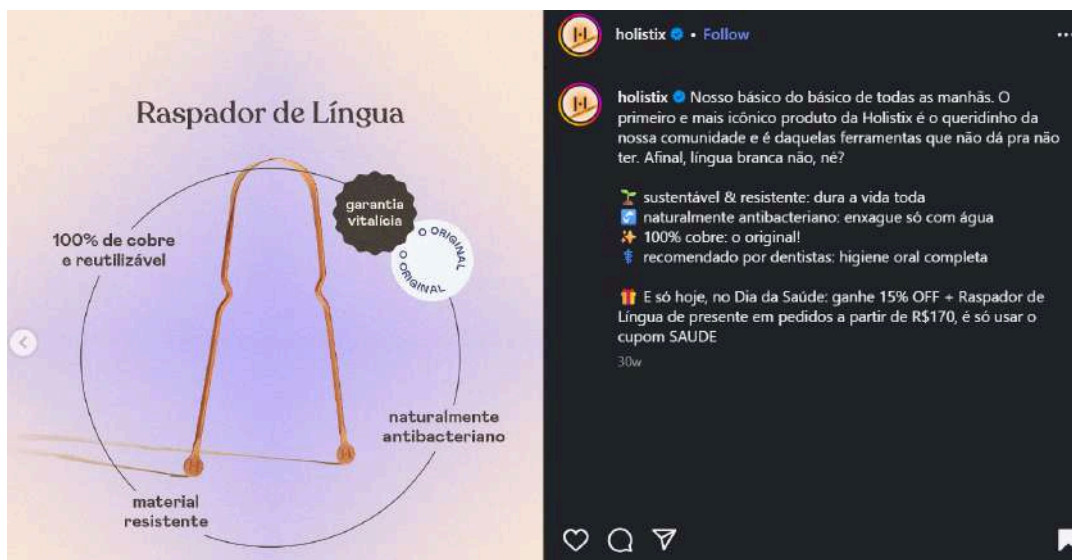 Raspador de Língua
garantia
vitalícia
O ORIGINAL
O ORIGINAL
100% de cobre
e reutilizável
naturalmente
antibacteriano
material
resistente
holistix • Follow
holistix Nosso básico do básico de todas as manhãs. O
primeiro e mais icônico produto da Holistix é o queridinho da
nossa comunidade e é daquelas ferramentas que não dá pra não
ter. Afinal, língua branca não, né?
🌱 sustentável & resistente: dura a vida toda
naturalmente antibacteriano: enxague só com água
✨ 100% cobre: o original!
recomendado por dentistas: higiene oral completa
🎁 E só hoje, no Dia da Saúde: ganhe 15% OFF + Raspador de
Língua de presente em pedidos a partir de R$170, é só usar o
cupom SAUDE
30w